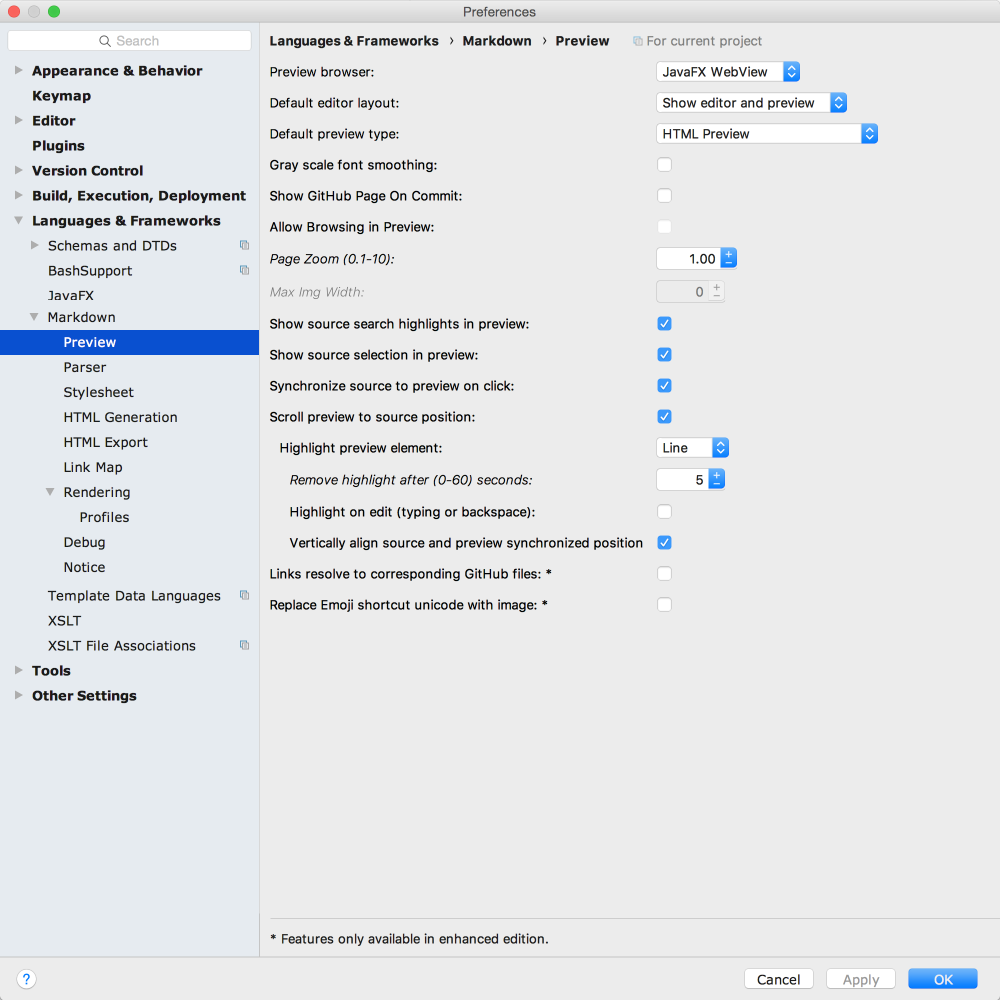 Preferences
Search
Appearance & Behavior
Keymap
Editor
Plugins
Version Control
Build, Execution, Deployment
Languages & Frameworks
Schemas and DTDs
BashSupport
JavaFX
Markdown
Preview
Parser
Stylesheet
HTML Generation
HTML Export
Link Map
Rendering
Profiles
Debug
Notice
Template Data Languages
XSLT
XSLT File Associations
Tools
Other Settings
Languages & Frameworks › Markdown › Preview For current project
Preview browser: JavaFX WebView
Default editor layout: Show editor and preview
Default preview type: HTML Preview
Gray scale font smoothing:
Show GitHub Page On Commit:
Allow Browsing in Preview:
Page Zoom (0.1-10): 1.00
Max Img Width: 0
Show source search highlights in preview:
Show source selection in preview:
Synchronize source to preview on click:
Scroll preview to source position:
Highlight preview element: Line
Remove highlight after (0-60) seconds: 5
Highlight on edit (typing or backspace):
Vertically align source and preview synchronized position
Links resolve to corresponding GitHub files: *
Replace Emoji shortcut unicode with image: *
* Features only available in enhanced edition.
? Cancel Apply OK